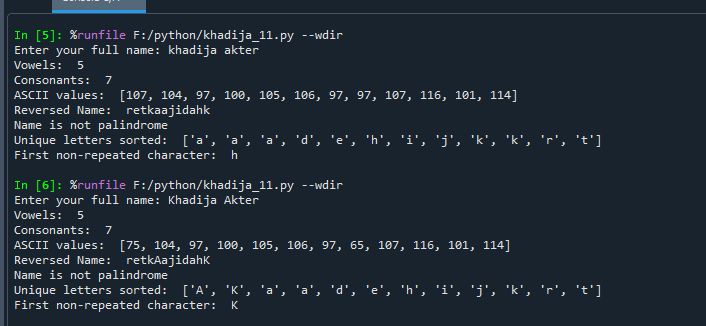 In [5]: %runfile F:/python/khadija_11.py --wdir
Enter your full name: khadija akter
Vowels:  5
Consonants:  7
ASCII values:  [107, 104, 97, 100, 105, 106, 97, 97, 107, 116, 101, 114]
Reversed Name:  retkaajidahk
Name is not palindrome
Unique letters sorted:  ['a', 'a', 'a', 'd', 'e', 'h', 'i', 'j', 'k', 'k', 'r', 't']
First non-repeated character:  h
In [6]: %runfile F:/python/khadija_11.py --wdir
Enter your full name: Khadija Akter
Vowels:  5
Consonants:  7
ASCII values:  [75, 104, 97, 100, 105, 106, 97, 65, 107, 116, 101, 114]
Reversed Name:  retkAajidahK
Name is not palindrome
Unique letters sorted:  ['A', 'K', 'a', 'a', 'd', 'e', 'h', 'i', 'j', 'k', 'r', 't']
First non-repeated character:  K